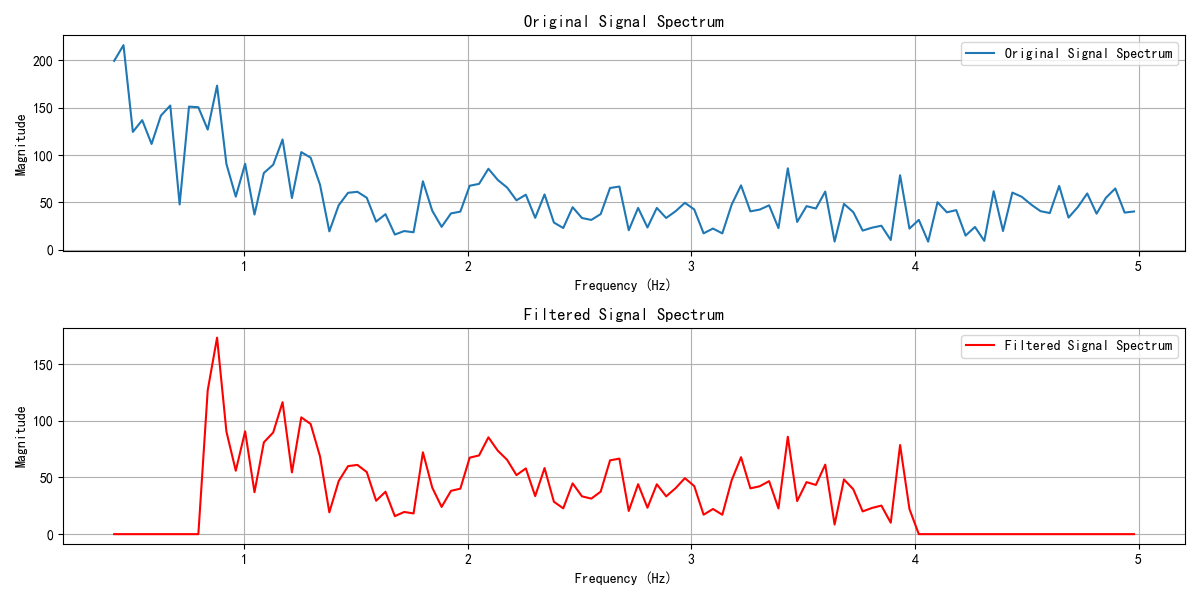 Original Signal Spectrum
Original Signal Spectrum
Magnitude
200
150
100
50
0
1 2 3 4 5
Frequency (Hz)
Filtered Signal Spectrum
Filtered Signal Spectrum
Magnitude
150
100
50
0
1 2 3 4 5
Frequency (Hz)